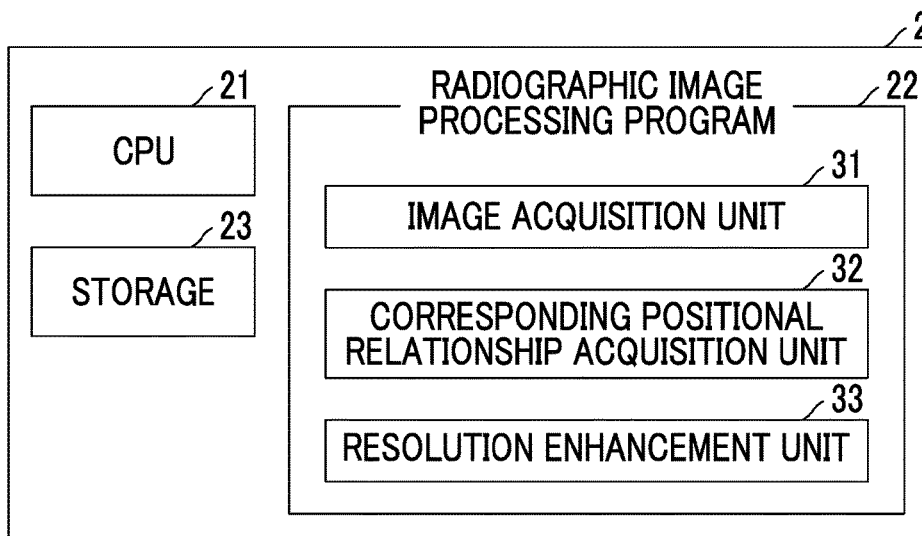 2
21
CPU
23
STORAGE
RADIOGRAPHIC IMAGE
PROCESSING PROGRAM
22
31
IMAGE ACQUISITION UNIT
32
CORRESPONDING POSITIONAL
RELATIONSHIP ACQUISITION UNIT
33
RESOLUTION ENHANCEMENT UNIT